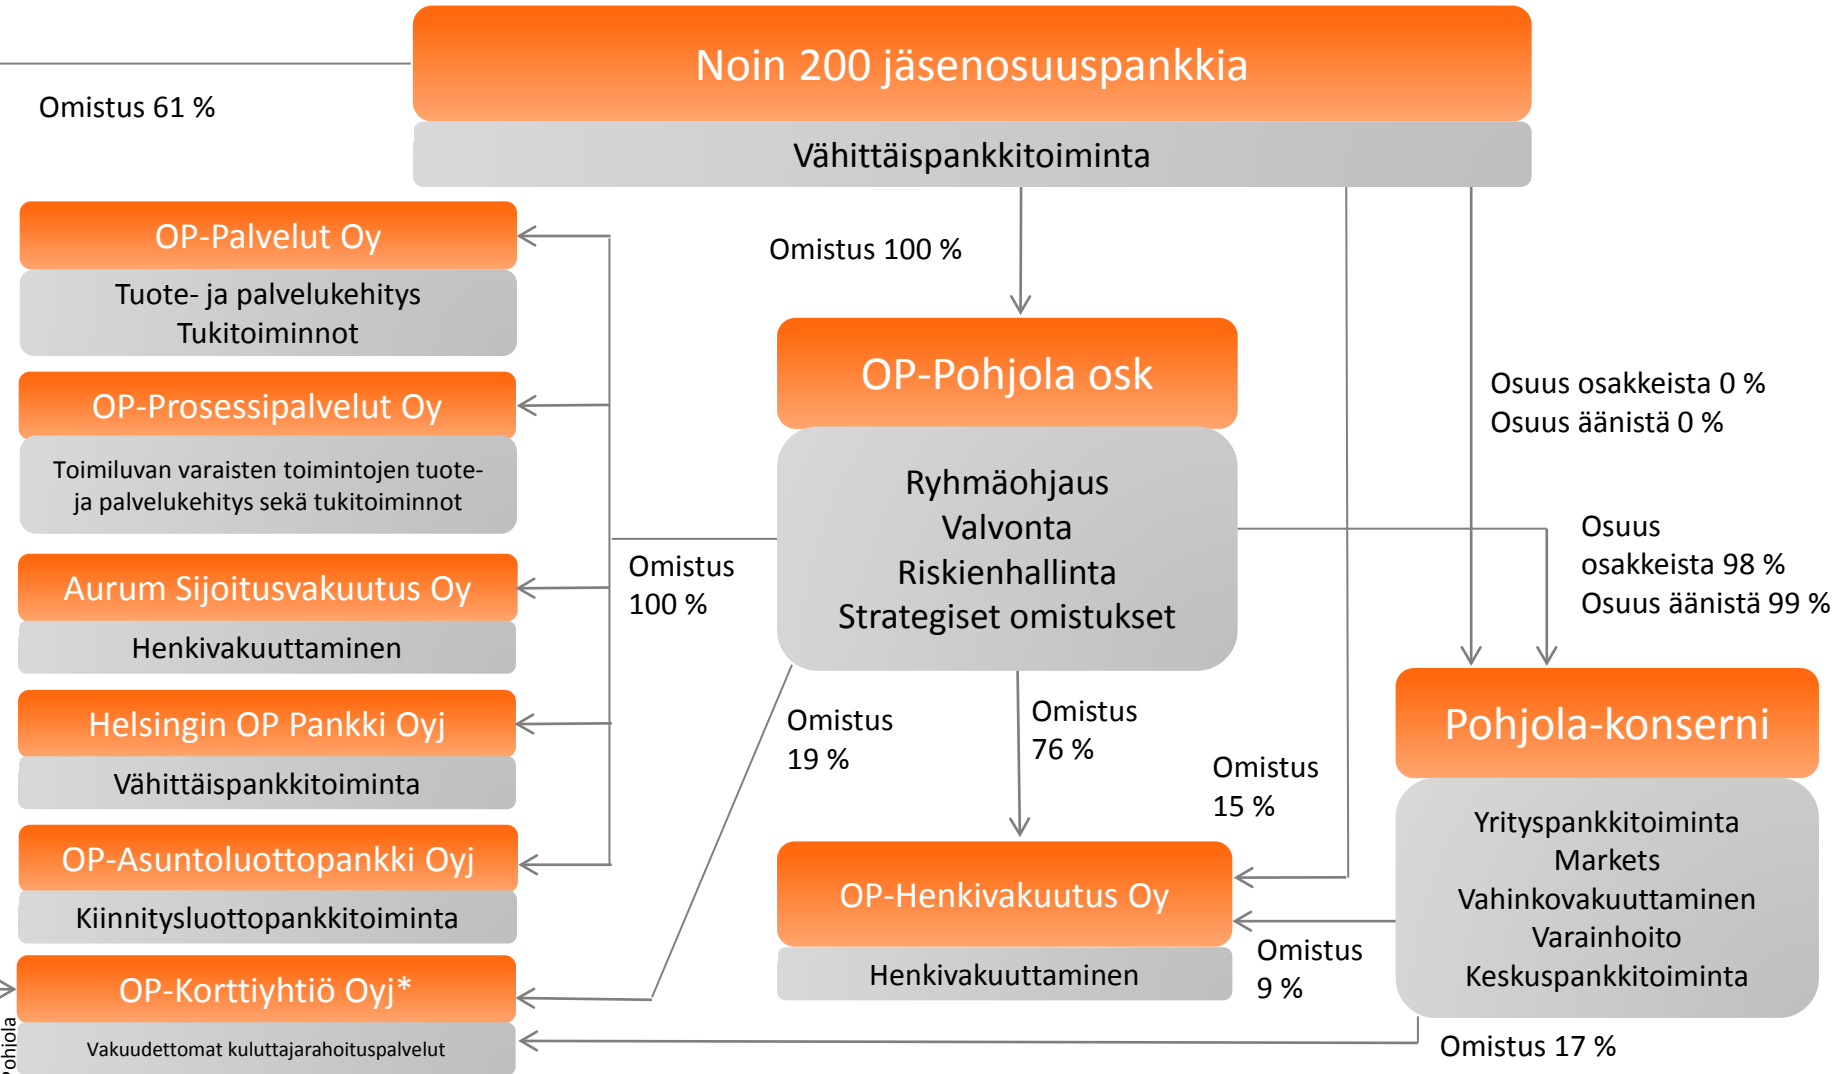 Noin 200 jäsenosuuspankkia
Vähittäispankkitoiminta
Omistus 61 %
OP-Palvelut Oy
Tuote- ja palvelukehitys
Tukitoiminnot
OP-Prosessipalvelut Oy
Toimiluvan varaisten toimintojen tuote-
ja palvelukehitys sekä tukitoiminnot
Aurum Sijoitusvakuutus Oy
Henkivakuuttaminen
Helsingin OP Pankki Oyj
Vähittäispankkitoiminta
OP-Asuntoluottopankki Oyj
Kiinnitysluottopankkitoiminta
OP-Korttiyhtiö Oyj*
Vakuudettomat kuluttajarahoituspalvelut
Pohjola
Omistus
100 %
Omistus 100 %
OP-Pohjola osk
Ryhmäohjaus
Valvonta
Riskienhallinta
Strategiset omistukset
Omistus
19 %
Omistus
76 %
Omistus
15 %
OP-Henkivakuutus Oy
Henkivakuuttaminen
Omistus
9 %
Osuus osakkeista 0 %
Osuus äänistä 0 %
Osuus
osakkeista 98 %
Osuus äänistä 99 %
Pohjola-konserni
Yrityspankkitoiminta
Markets
Vahinkovakuuttaminen
Varainhoito
Keskuspankkitoiminta
Omistus 17 %